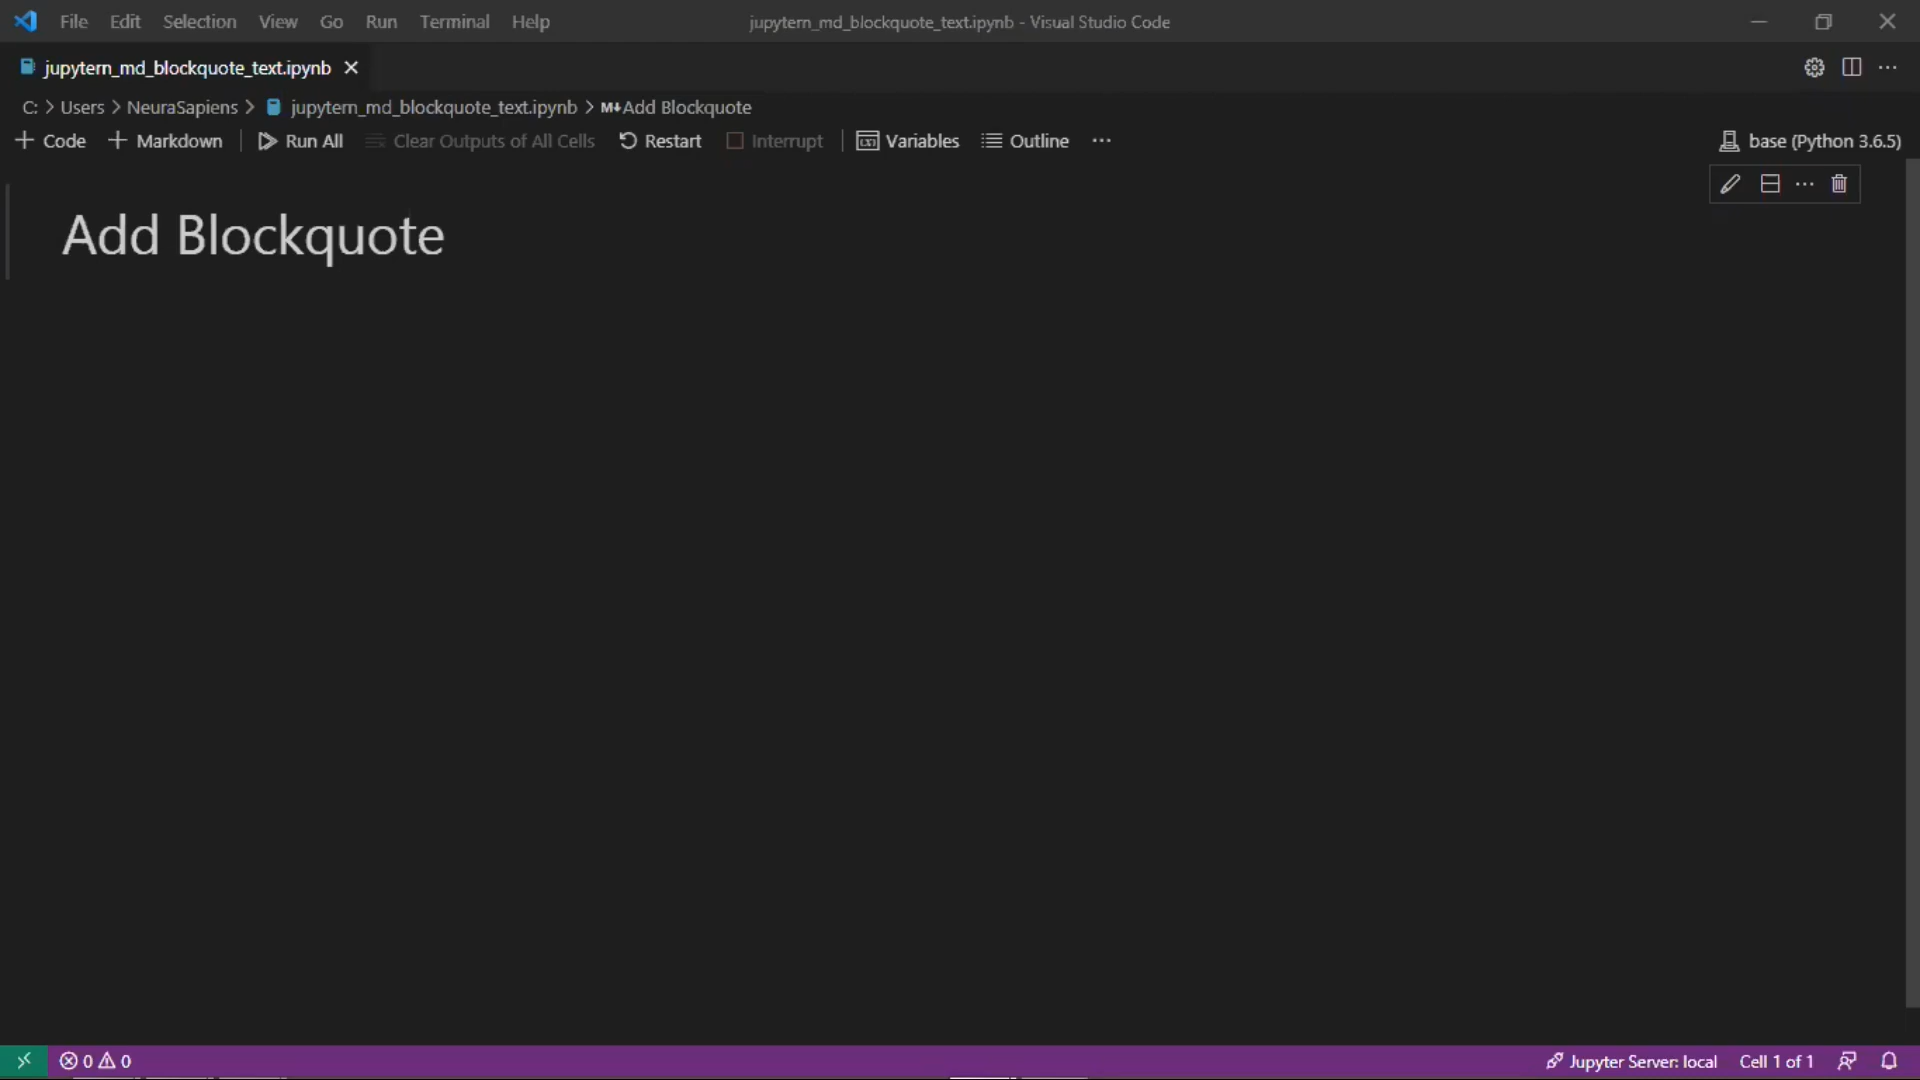 File Edit Selection View Go Run Terminal Help jupytern_md_blockquote_text.ipynb - Visual Studio Code
jupytern_md_blockquote_text.ipynb
C: > Users > NeuraSapiens > jupytern_md_blockquote_text.ipynb > M↓Add Blockquote
+ Code + Markdown Run All Clear Outputs of All Cells Restart Interrupt Variables Outline ... base (Python 3.6.5)
Add Blockquote
0 0 Jupyter Server: local Cell 1 of 1